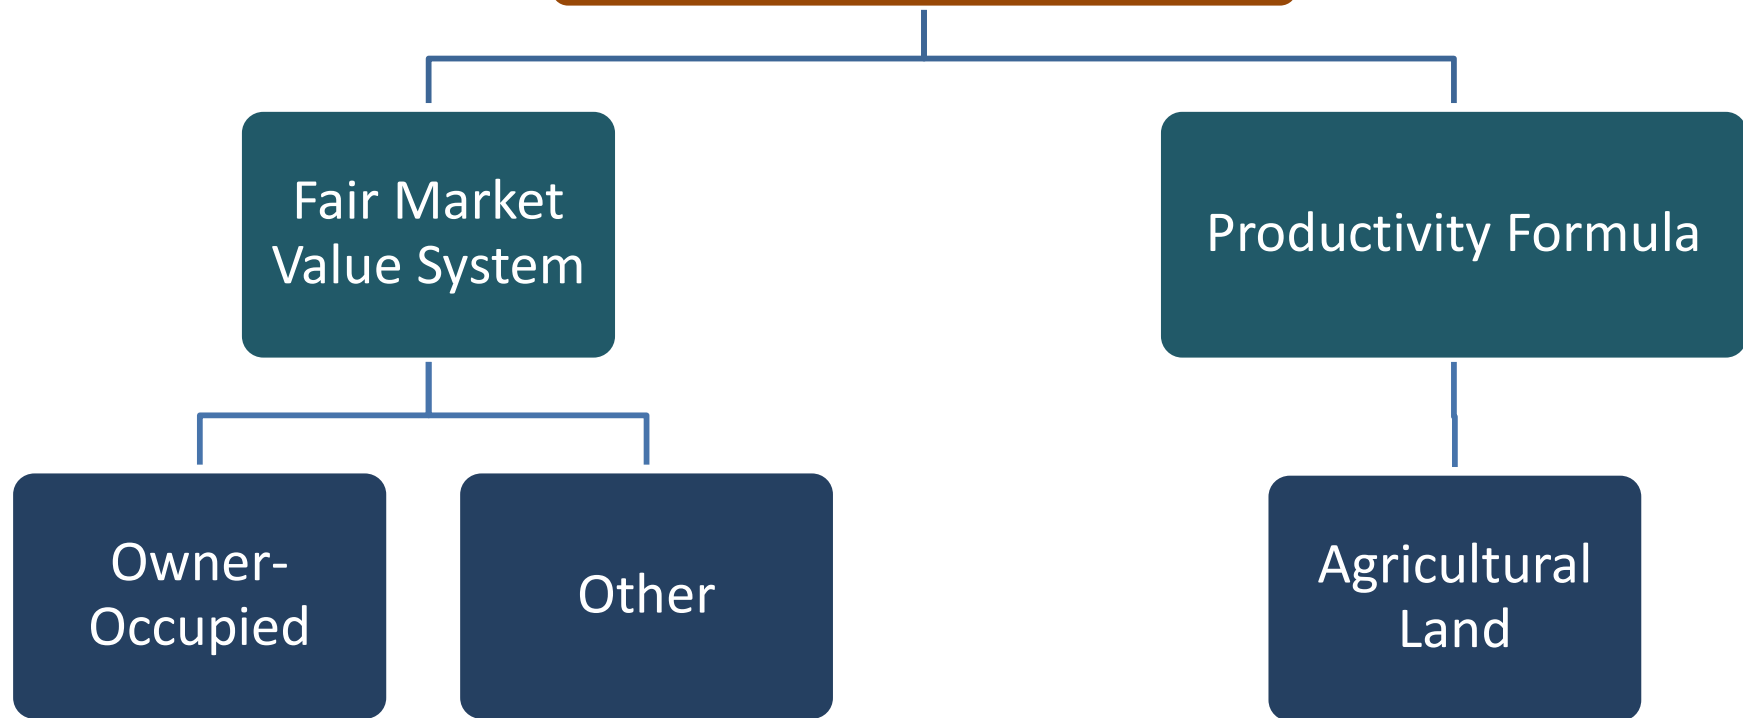 Fair Market
Value System
Productivity Formula
Owner-
Occupied
Other
Agricultural
Land